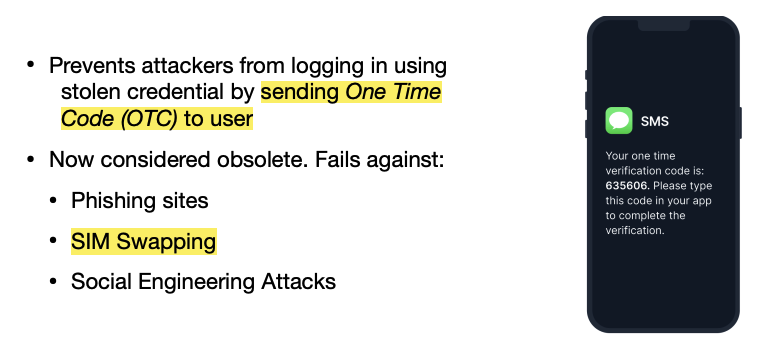 • Prevents attackers from logging in using
stolen credential by sending One Time
Code (OTC) to user
• Now considered obsolete. Fails against:
• Phishing sites
• SIM Swapping
• Social Engineering Attacks
SMS
Your one time
verification code is:
635606. Please type
this code in your app
to complete the
verification.